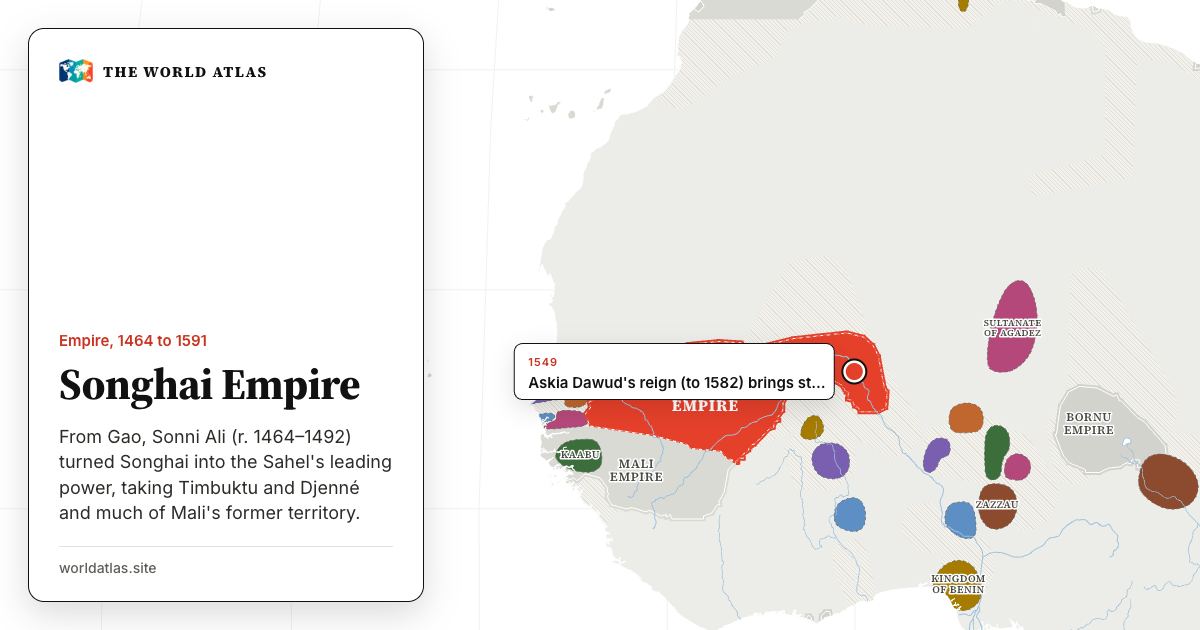 THE WORLD ATLAS
Empire, 1464 to 1591
Songhai Empire
From Gao, Sonni Ali (r. 1464–1492)
turned Songhai into the Sahel's leading
power, taking Timbuktu and Djenné
and much of Mali's former territory.
worldatlas.site
1549
Askia Dawud's reign (to 1582) brings st...
EMPIRE
KAABU
MALI
EMPIRE
SULTANATE
OF AGADEZ
BORNU
EMPIRE
ZAZZAU
KINGDOM
OF BENIN